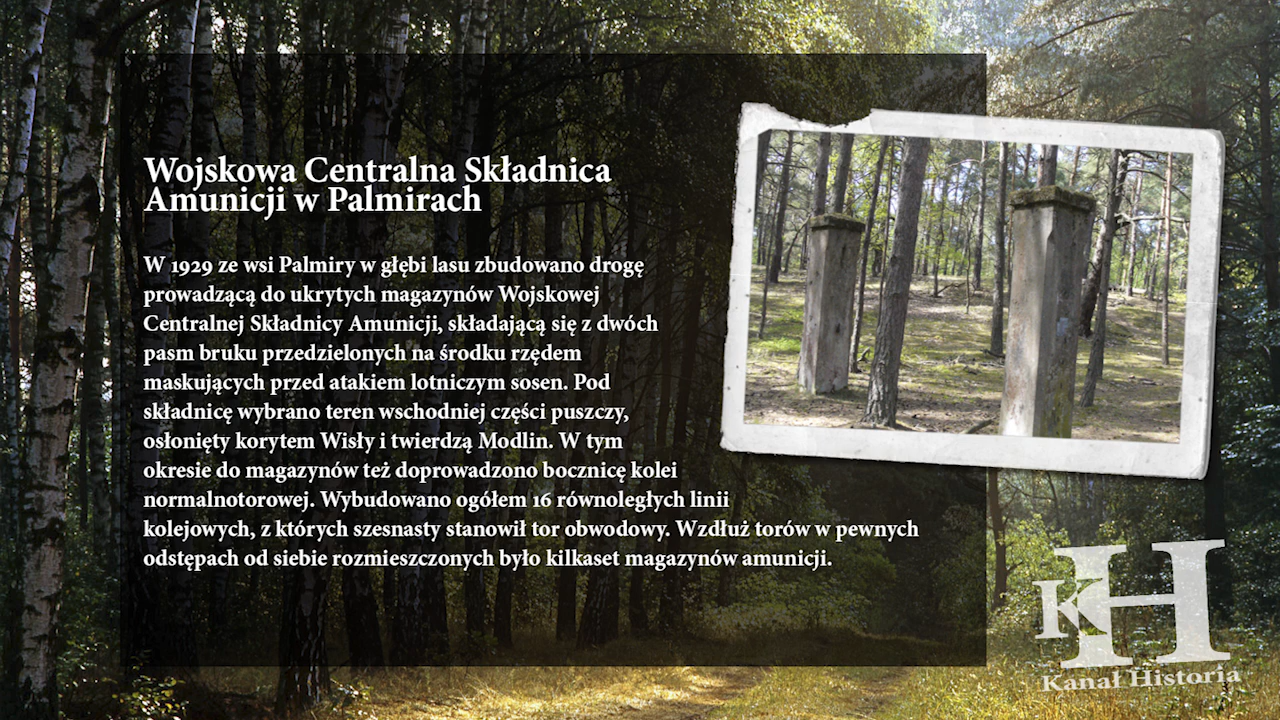 Wojskowa Centralna Składnica
Amunicji w Palmirach
W 1929 ze wsi Palmiry w głębi lasu zbudowano drogę
prowadzącą do ukrytych magazynów Wojskowej
Centralnej Składnicy Amunicji, składającą się z dwóch
pasm bruku przedzielonych na środku rzędem
maskujących przed atakiem lotniczym sosen. Pod
składnicę wybrano teren wschodniej części puszczy,
osłonięty korytem Wisły i twierdzą Modlin. W tym
okresie do magazynów też doprowadzono bocznicę kolei
normalnotorowej. Wybudowano ogółem 16 równoległych linii
kolejowych, z których szesnasty stanowił tor obwodowy. Wzdłuż torów w pewnych
odstępach od siebie rozmieszczonych było kilkaset magazynów amunicji.
KH
Kanał Historia